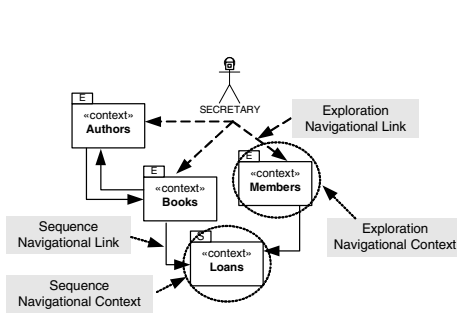 SECRETARY
Exploration
Navigational Link
E
«context»
Authors
E
«context»
Books
E
«context»
Members
Sequence
Navigational Link
Exploration
Navigational Context
S
«context»
Loans
Sequence
Navigational Context